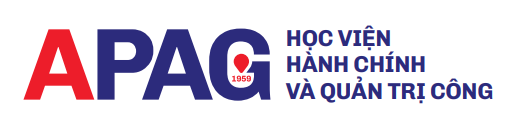 APAG
1959
HỌC VIỆN
HÀNH CHÍNH
VÀ QUẢN TRỊ CÔNG